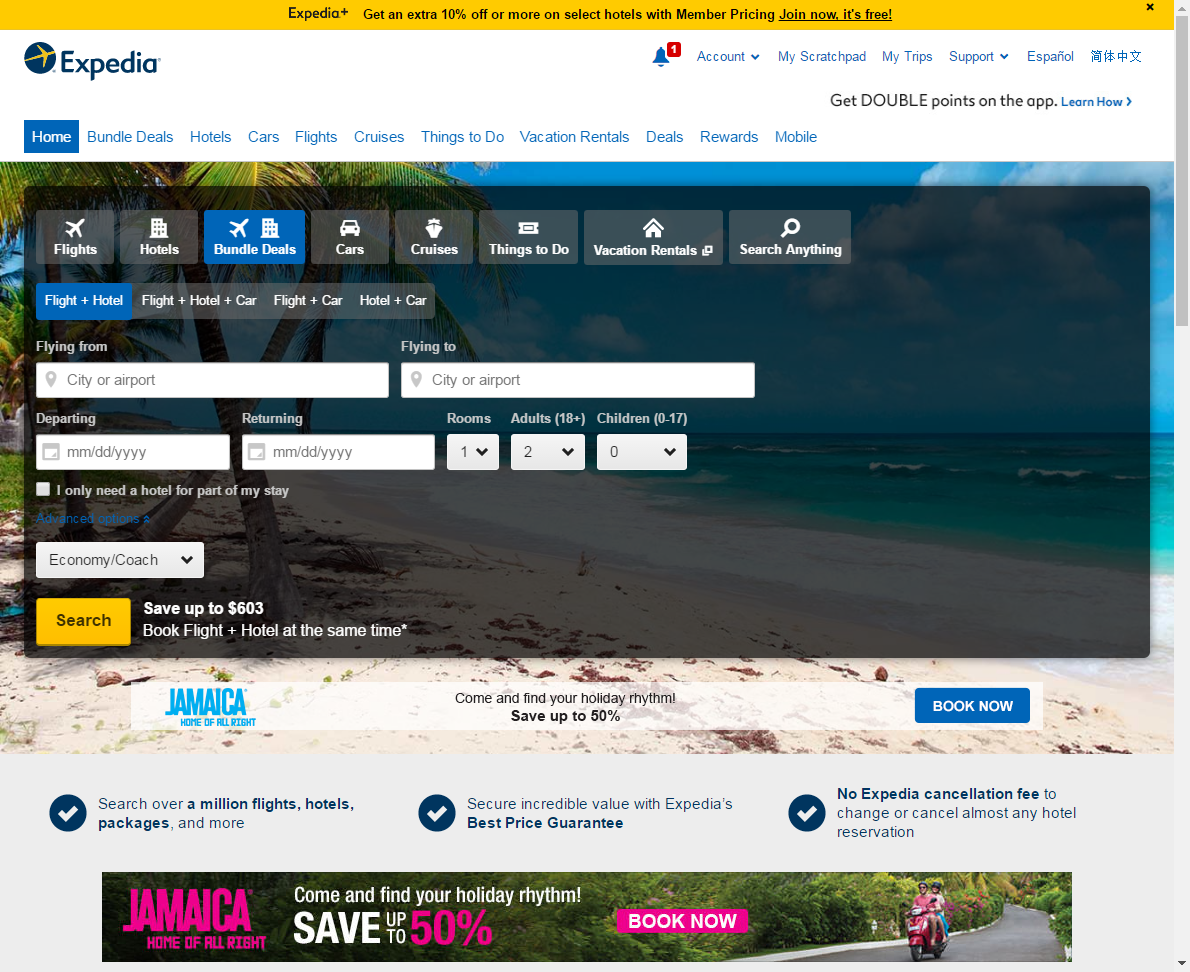 Expedia+ Get an extra 10% off or more on select hotels with Member Pricing Join now, it's free!
Expedia
1 Account My Scratchpad My Trips Support Español 简体中文
Get DOUBLE points on the app. Learn How
Home Bundle Deals Hotels Cars Flights Cruises Things to Do Vacation Rentals Deals Rewards Mobile
Flights Hotels Bundle Deals Cars Cruises Things to Do Vacation Rentals Search Anything
Flight + Hotel Flight + Hotel + Car Flight + Car Hotel + Car
Flying from Flying to
City or airport City or airport
Departing Returning Rooms Adults (18+) Children (0-17)
mm/dd/yyyy mm/dd/yyyy 1 2 0
I only need a hotel for part of my stay
Advanced options
Economy/Coach
Search
Save up to $603
Book Flight + Hotel at the same time*
JAMAICA
HOME OF ALL RIGHT
Come and find your holiday rhythm!
Save up to 50%
BOOK NOW
Search over a million flights, hotels,
packages, and more
Secure incredible value with Expedia's
Best Price Guarantee
No Expedia cancellation fee to
change or cancel almost any hotel
reservation
JAMAICA
HOME OF ALL RIGHT
Come and find your holiday rhythm!
SAVE UP TO 50%
BOOK NOW